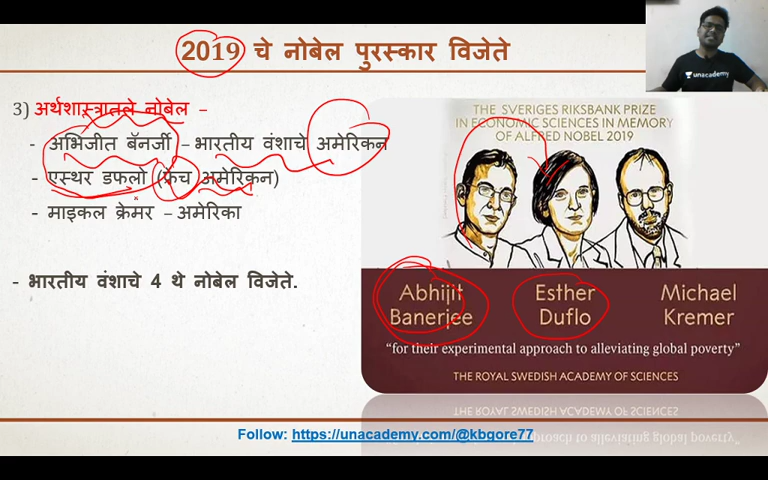 2019 चे नोबेल पुरस्कार विजेते
unacademy
3) अर्थशास्त्रातले नोबेल –
- अभिजीत बॅनर्जी – भारतीय वंशाचे अमेरिकन
- एस्थर डफलो (फ्रेंच अमेरिकन)
- माइकल क्रेमर – अमेरिका
- भारतीय वंशाचे 4 थे नोबेल विजेते.
THE SVERIGES RIKSBANK PRIZE
IN ECONOMIC SCIENCES IN MEMORY
OF ALFRED NOBEL 2019
Abhijit Banerjee
Esther Duflo
Michael Kremer
“for their experimental approach to alleviating global poverty”
THE ROYAL SWEDISH ACADEMY OF SCIENCES
Follow: https://unacademy.com/@kbgore77